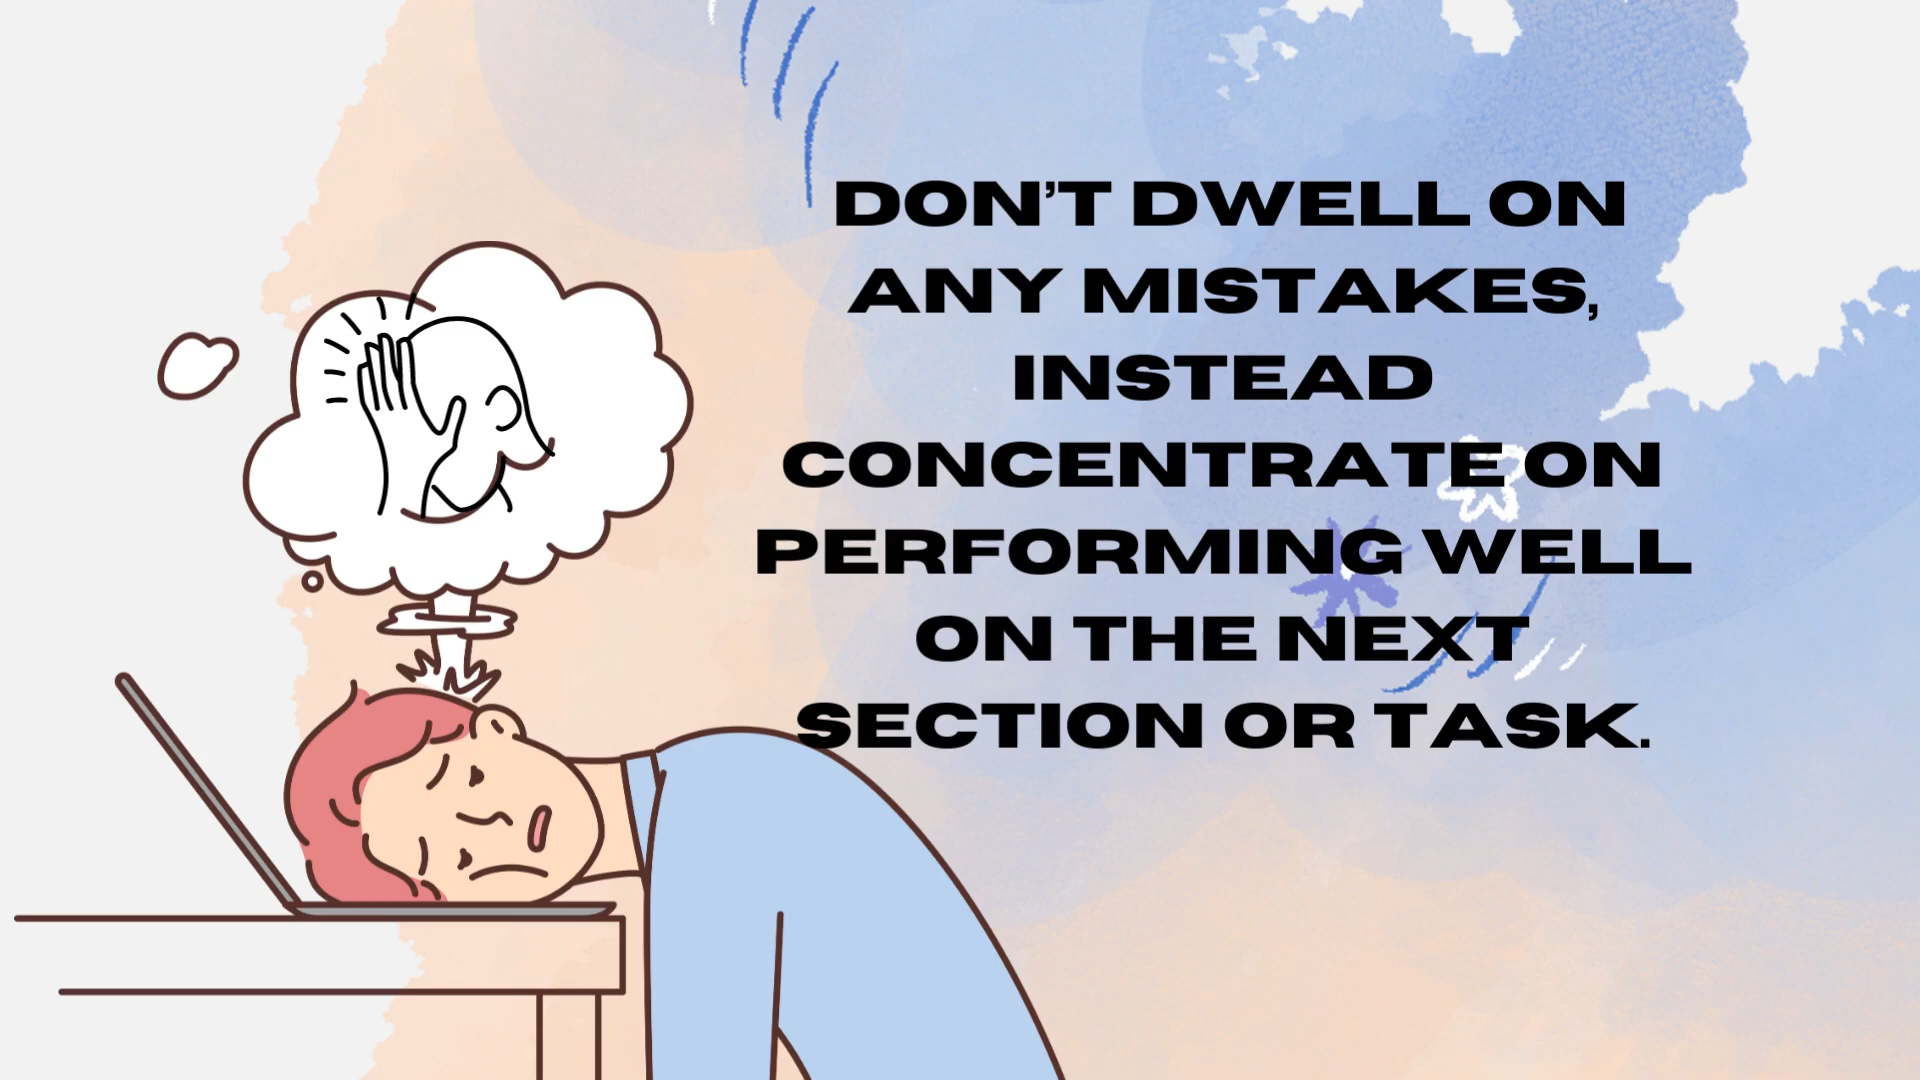 DON’T DWELL ON
ANY MISTAKES,
INSTEAD
CONCENTRATE ON
PERFORMING WELL
ON THE NEXT
SECTION OR TASK.